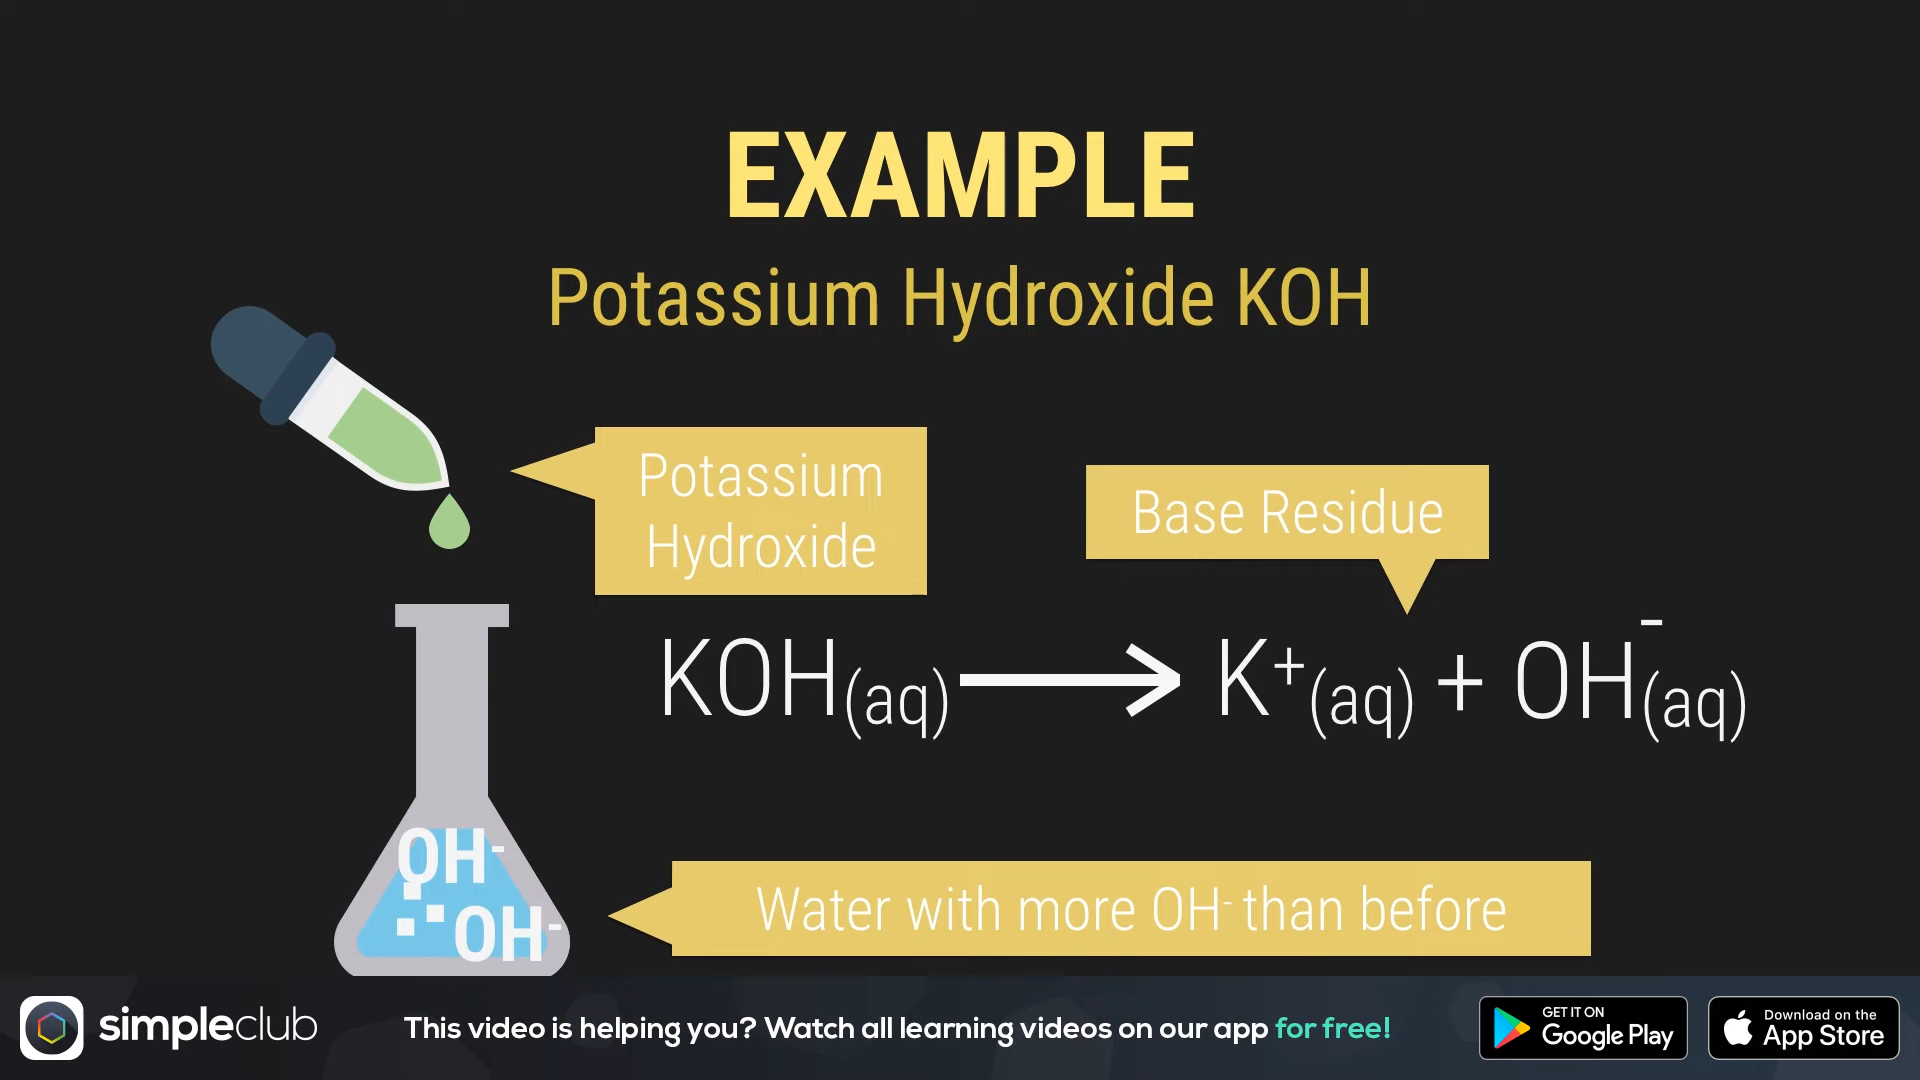 EXAMPLE
Potassium Hydroxide KOH
Potassium
Hydroxide
Base Residue
KOH(aq) ⟶ K⁺(aq) + OH⁻(aq)
OH⁻
OH⁻
Water with more OH⁻ than before
simpleclub
This video is helping you? Watch all learning videos on our app for free!
GET IT ON
Google Play
Download on the
App Store